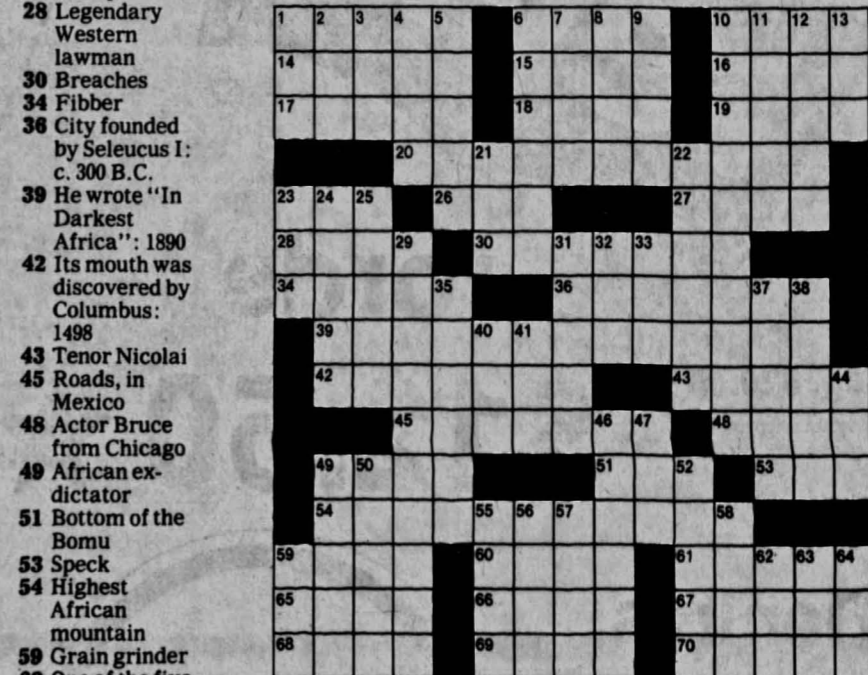 28 Legendary
Western
lawman
30 Breaches
34 Fibber
36 City founded
by Seleucus I:
c. 300 B.C.
39 He wrote "In
Darkest
Africa": 1890
42 Its mouth was
discovered by
Columbus:
1498
43 Tenor Nicolai
45 Roads, in
Mexico
48 Actor Bruce
from Chicago
49 African ex-
dictator
51 Bottom of the
Bomu
53 Speck
54 Highest
African
mountain
59 Grain grinder
1 2 3 4 5 6 7 8 9 10 11 12 13
14 15 16
17 18 19
20 21 22
23 24 25 26 27
28 29 30 31 32 33
34 35 36 37 38
39 40 41
42 43 44
45 46 47 48
49 50 51 52 53
54 55 56 57 58
59 60 61 62 63 64
65 66 67
68 69 70